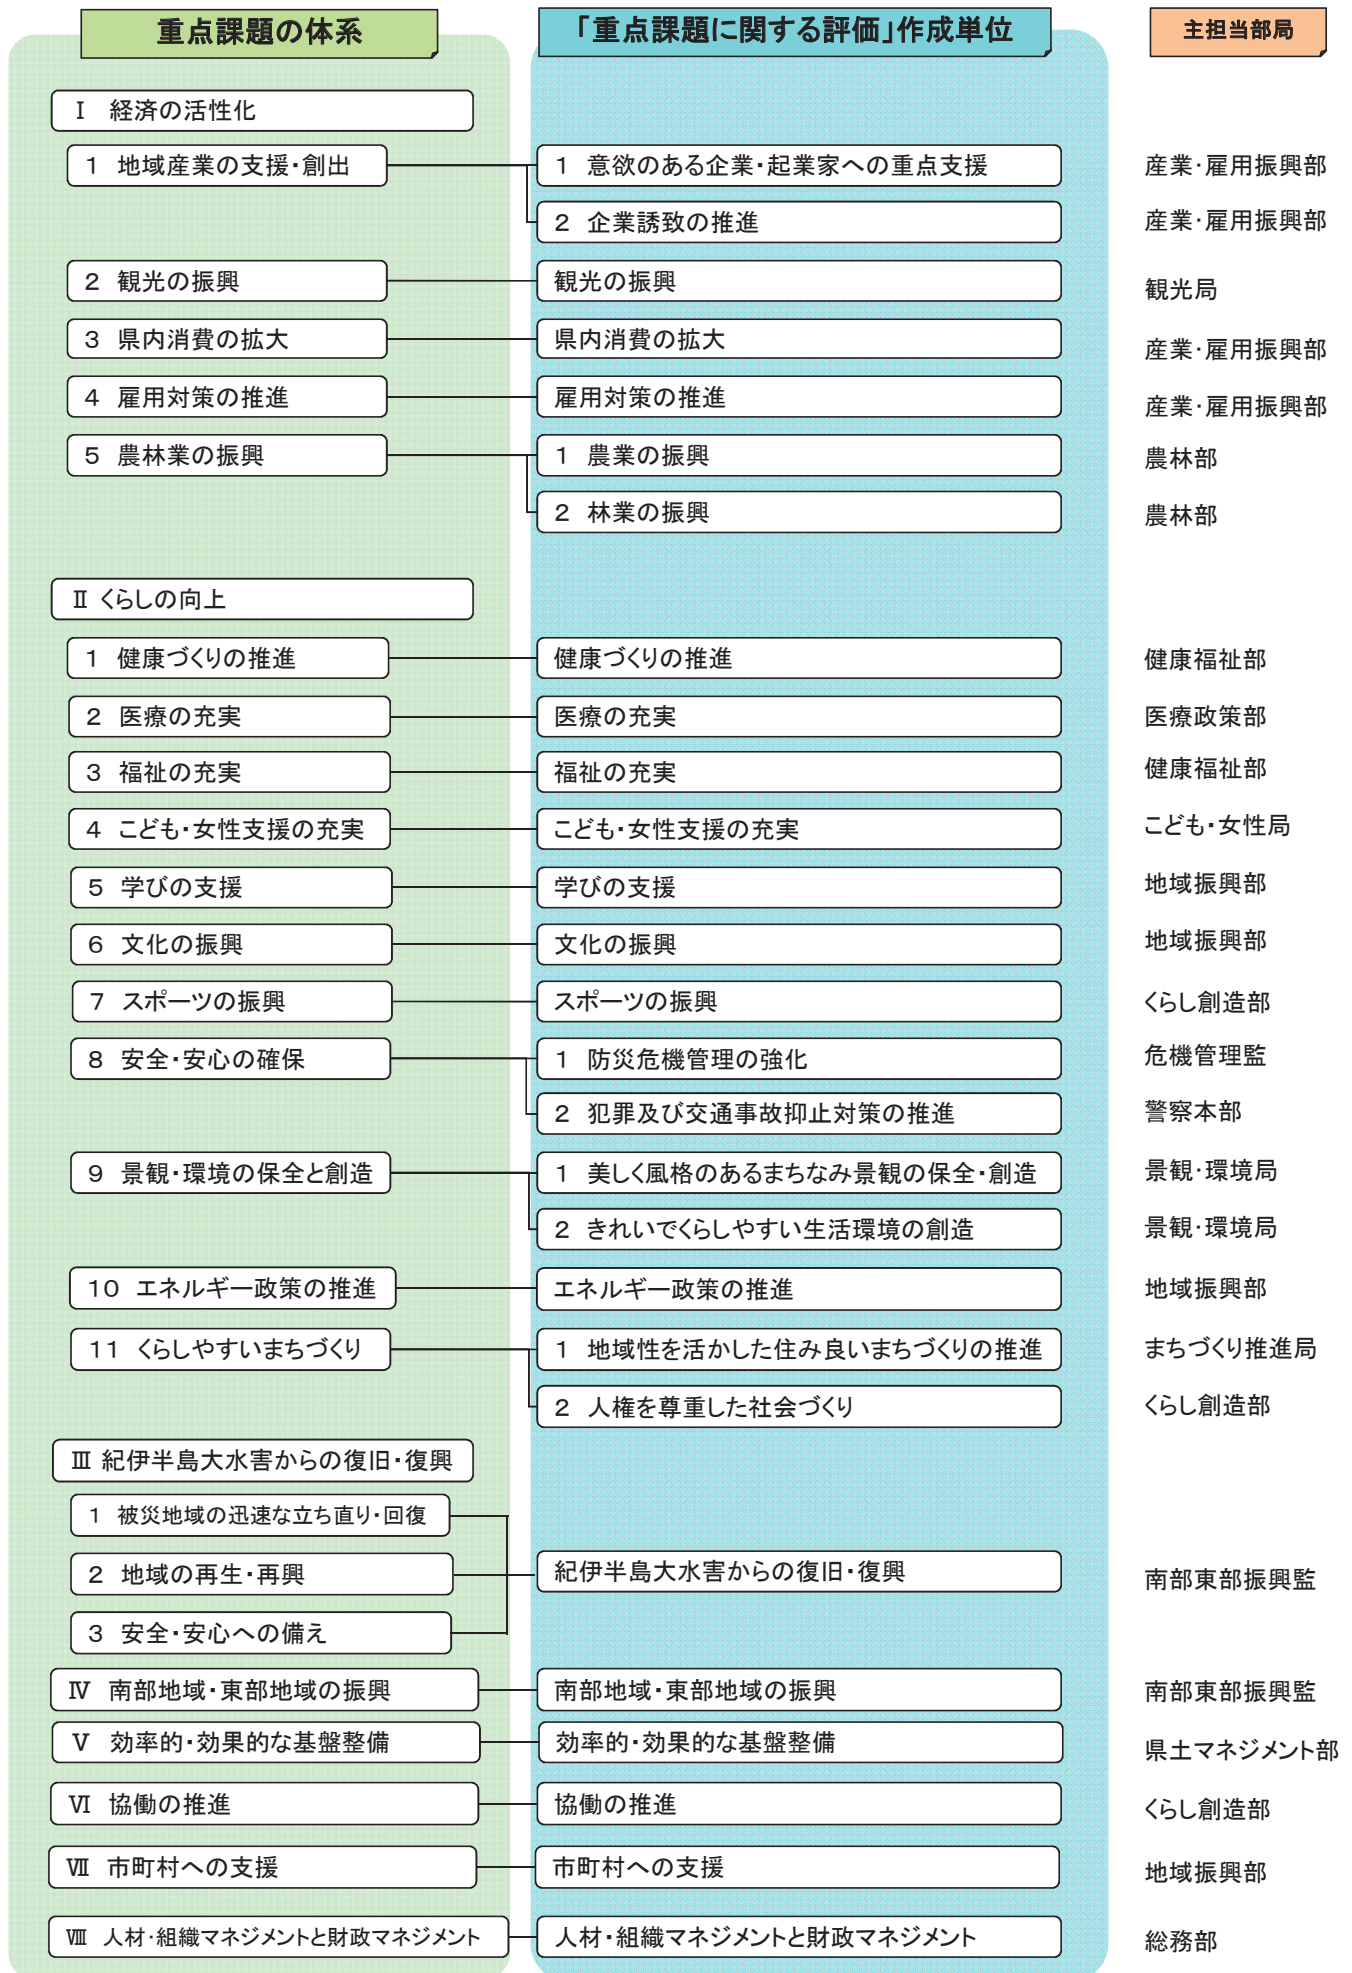 重点課題の体系 「重点課題に関する評価」作成単位 主担当部局
Ⅰ 経済の活性化
1 地域産業の支援・創出 1 意欲のある企業・起業家への重点支援 産業・雇用振興部
2 企業誘致の推進 産業・雇用振興部
2 観光の振興 観光の振興 観光局
3 県内消費の拡大 県内消費の拡大 産業・雇用振興部
4 雇用対策の推進 雇用対策の推進 産業・雇用振興部
5 農林業の振興 1 農業の振興 農林部
2 林業の振興 農林部
Ⅱ くらしの向上
1 健康づくりの推進 健康づくりの推進 健康福祉部
2 医療の充実 医療の充実 医療政策部
3 福祉の充実 福祉の充実 健康福祉部
4 こども・女性支援の充実 こども・女性支援の充実 こども・女性局
5 学びの支援 学びの支援 地域振興部
6 文化の振興 文化の振興 地域振興部
7 スポーツの振興 スポーツの振興 くらし創造部
8 安全・安心の確保 1 防災危機管理の強化 危機管理監
2 犯罪及び交通事故抑止対策の推進 警察本部
9 景観・環境の保全と創造 1 美しく風格のあるまちなみ景観の保全・創造 景観・環境局
2 きれいでくらしやすい生活環境の創造 景観・環境局
10 エネルギー政策の推進 エネルギー政策の推進 地域振興部
11 くらしやすいまちづくり 1 地域性を活かした住み良いまちづくりの推進 まちづくり推進局
2 人権を尊重した社会づくり くらし創造部
Ⅲ 紀伊半島大水害からの復旧・復興
1 被災地域の迅速な立ち直り・回復
2 地域の再生・再興 紀伊半島大水害からの復旧・復興 南部東部振興監
3 安全・安心への備え
Ⅳ 南部地域・東部地域の振興 南部地域・東部地域の振興 南部東部振興監
Ⅴ 効率的・効果的な基盤整備 効率的・効果的な基盤整備 県土マネジメント部
Ⅵ 協働の推進 協働の推進 くらし創造部
Ⅶ 市町村への支援 市町村への支援 地域振興部
Ⅷ 人材・組織マネジメントと財政マネジメント 人材・組織マネジメントと財政マネジメント 総務部